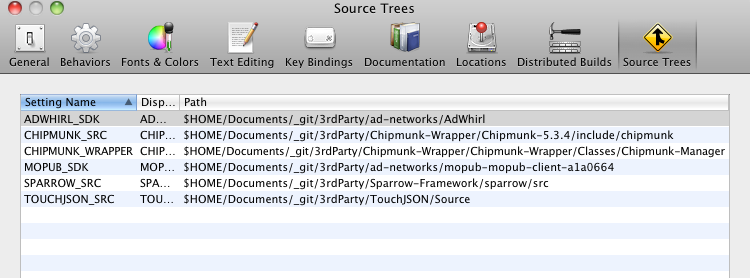 Source Trees
General Behaviors Fonts & Colors Text Editing Key Bindings Documentation Locations Distributed Builds Source Trees
Setting Name Disp... Path
ADWHIRL_SDK AD... $HOME/Documents/_git/3rdParty/ad-networks/AdWhirl
CHIPMUNK_SRC CHIP... $HOME/Documents/_git/3rdParty/Chipmunk-Wrapper/Chipmunk-5.3.4/include/chipmunk
CHIPMUNK_WRAPPER CHIP... $HOME/Documents/_git/3rdParty/Chipmunk-Wrapper/Chipmunk-Wrapper/Classes/Chipmunk-Manager
MOPUB_SDK MOP... $HOME/Documents/_git/3rdParty/ad-networks/mopub-mopub-client-a1a0664
SPARROW_SRC SPA... $HOME/Documents/_git/3rdParty/Sparrow-Framework/sparrow/src
TOUCHJSON_SRC TOU... $HOME/Documents/_git/3rdParty/TouchJSON/Source